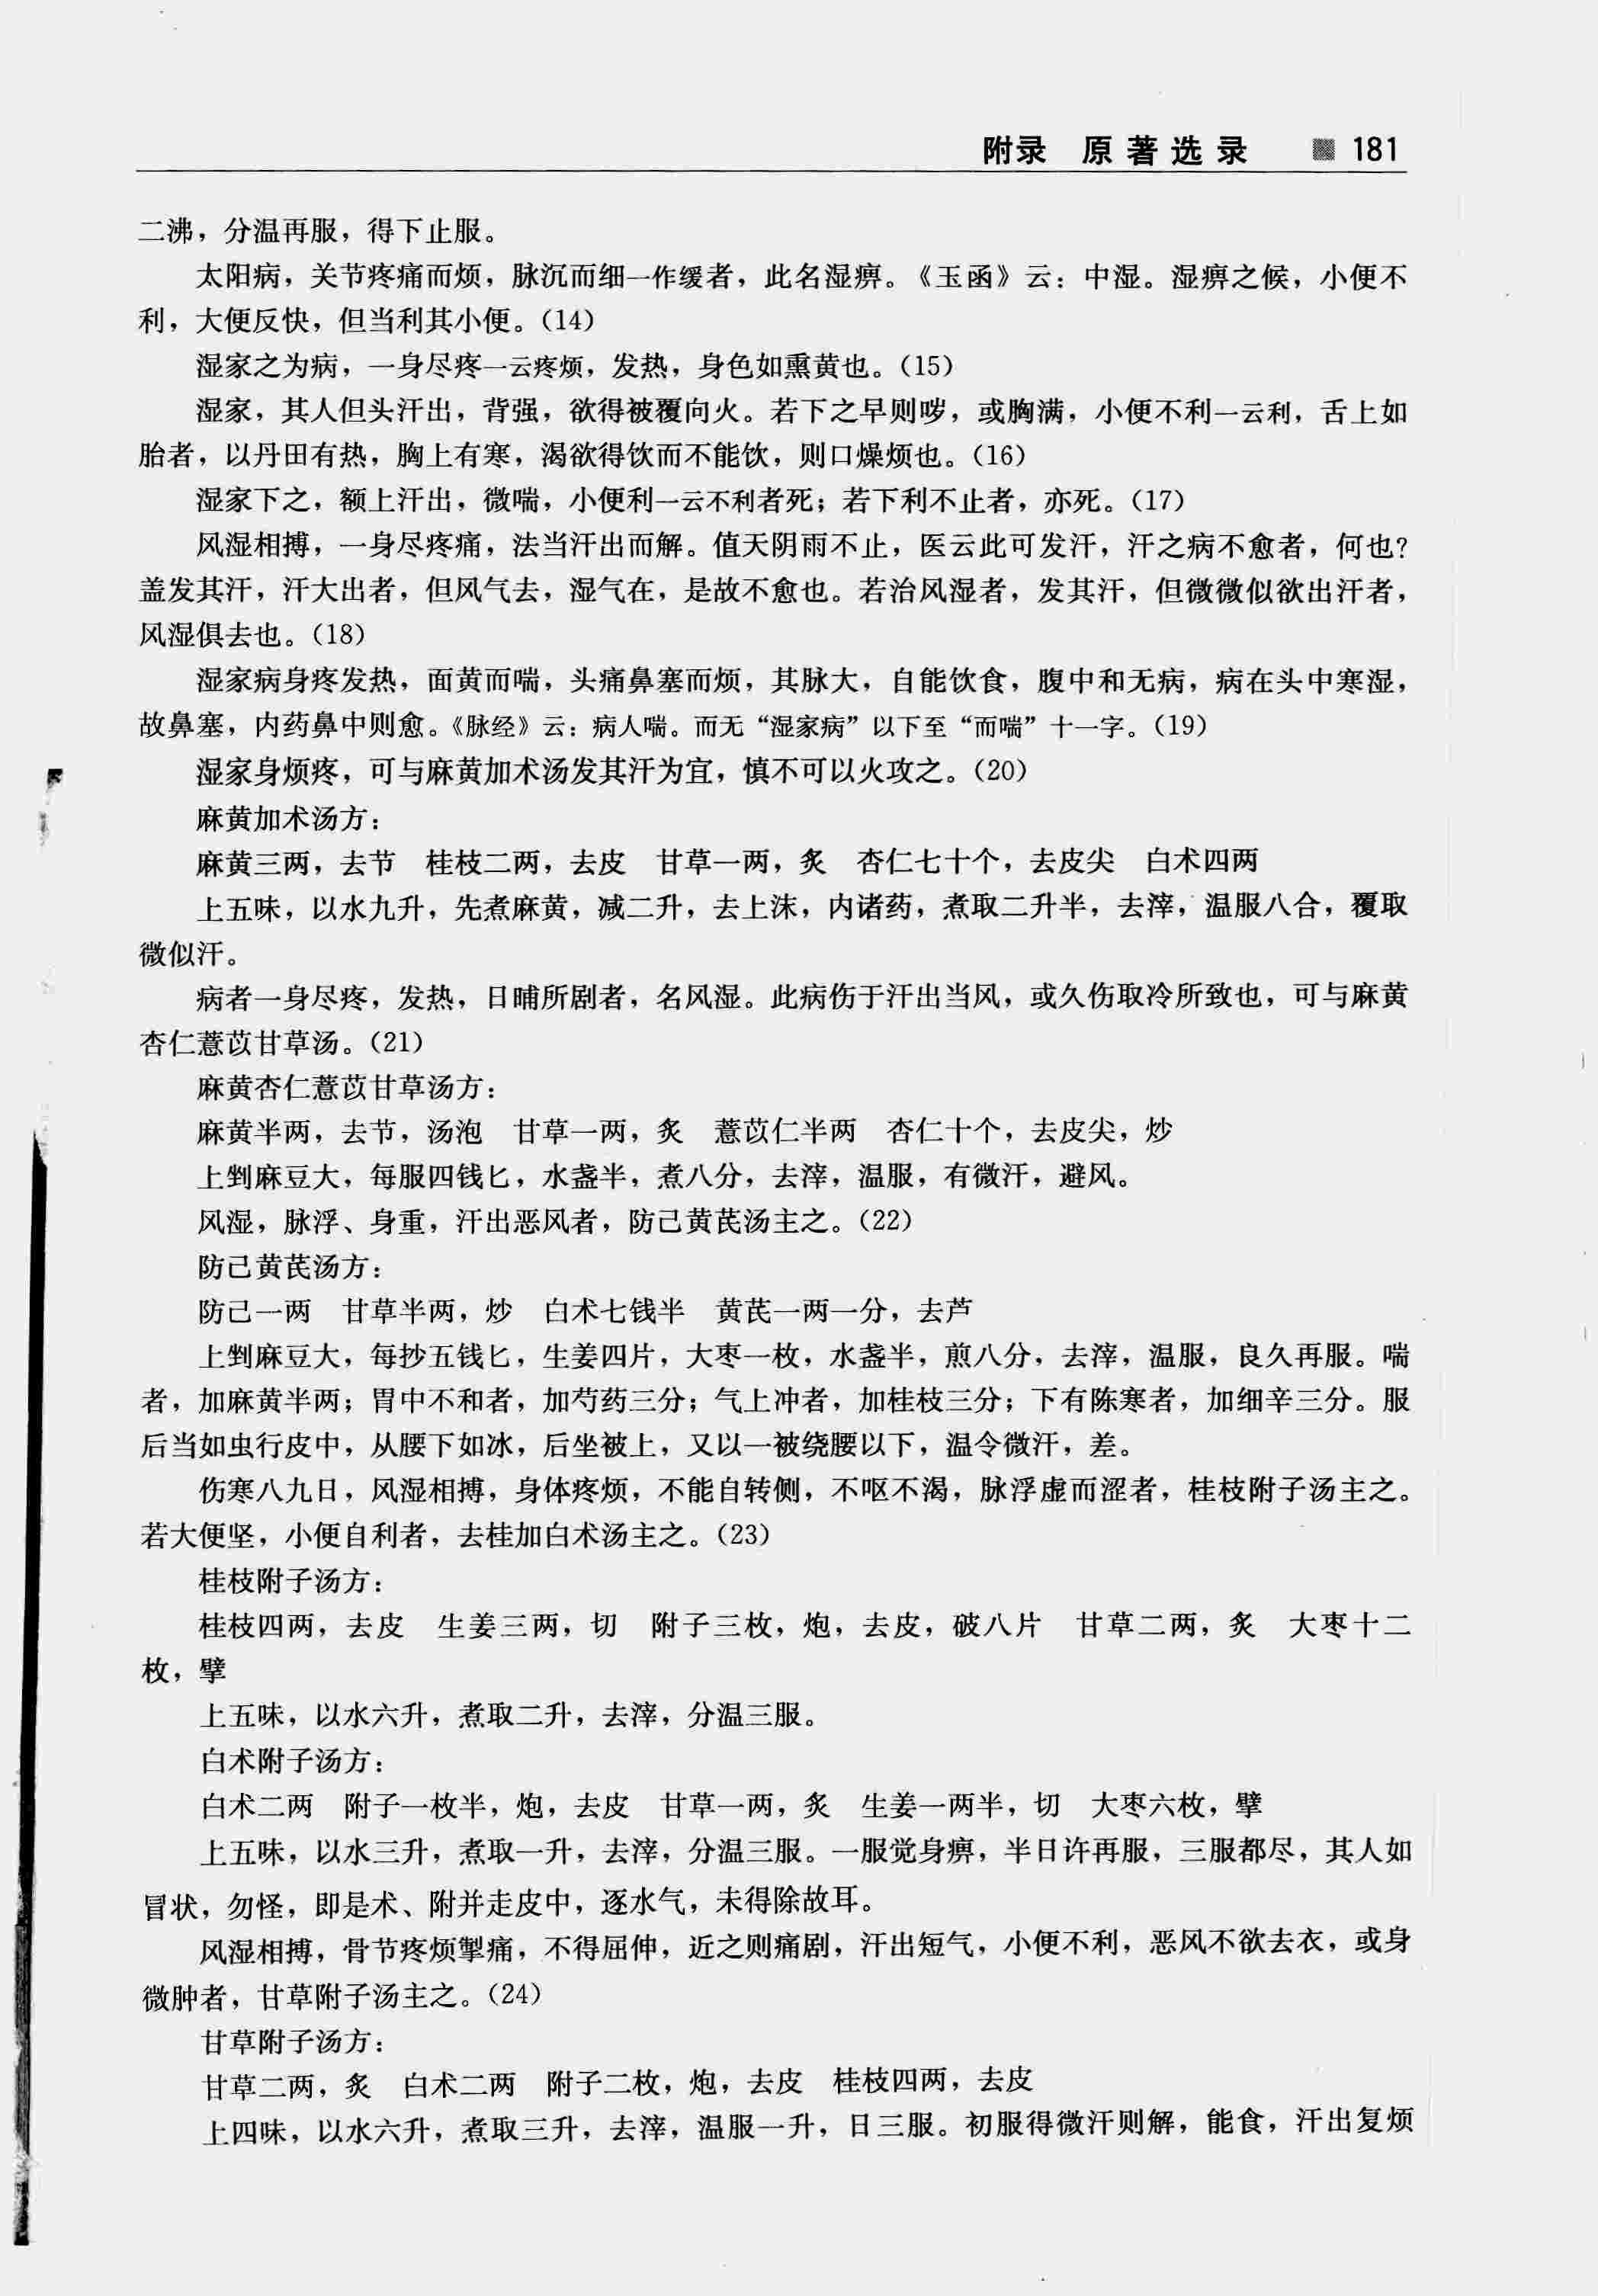 附录 原著选录 181
二沸，分温再服，得下止服。
太阳病，关节疼痛而烦，脉沉而细一作缓者，此名湿痹。《玉函》云：中湿。湿痹之候，小便不
利，大便反快，但当利其小便。（14）
湿家之为病，一身尽疼一云疼烦，发热，身色如熏黄也。（15）
湿家，其人但头汗出，背强，欲得被覆向火。若下之早则哕，或胸满，小便不利一云利，舌上如
胎者，以丹田有热，胸上有寒，渴欲得饮而不能饮，则口燥烦也。（16）
湿家下之，额上汗出，微喘，小便利一云不利者死；若下利不止者，亦死。（17）
风湿相搏，一身尽疼痛，法当汗出而解。值天阴雨不止，医云此可发汗，汗之病不愈者，何也？
盖发其汗，汗大出者，但风气去，湿气在，是故不愈也。若治风湿者，发其汗，但微微似欲出汗者，
风湿俱去也。（18）
湿家病身疼发热，面黄而喘，头痛鼻塞而烦，其脉大，自能饮食，腹中和无病，病在头中寒湿，
故鼻塞，内药鼻中则愈。《脉经》云：病人喘。而无“湿家病”以下至“而喘”十一字。（19）
湿家身烦疼，可与麻黄加术汤发其汗为宜，慎不可以火攻之。（20）
麻黄加术汤方：
麻黄三两，去节 桂枝二两，去皮 甘草一两，炙 杏仁七十个，去皮尖 白术四两
上五味，以水九升，先煮麻黄，减二升，去上沫，内诸药，煮取二升半，去滓，温服八合，覆取
微似汗。
病者一身尽疼，发热，日晡所剧者，名风湿。此病伤于汗出当风，或久伤取冷所致也，可与麻黄
杏仁薏苡甘草汤。（21）
麻黄杏仁薏苡甘草汤方：
麻黄半两，去节，汤泡 甘草一两，炙 薏苡仁半两 杏仁十个，去皮尖，炒
上剉麻豆大，每服四钱匕，水盏半，煮八分，去滓，温服，有微汗，避风。
风湿，脉浮、身重，汗出恶风者，防己黄芪汤主之。（22）
防己黄芪汤方：
防己一两 甘草半两，炒 白术七钱半 黄芪一两一分，去芦
上剉麻豆大，每抄五钱匕，生姜四片，大枣一枚，水盏半，煎八分，去滓，温服，良久再服。喘
者，加麻黄半两；胃中不和者，加芍药三分；气上冲者，加桂枝三分；下有陈寒者，加细辛三分。服
后当如虫行皮中，从腰下如冰，后坐被上，又以一被绕腰以下，温令微汗，差。
伤寒八九日，风湿相搏，身体疼烦，不能自转侧，不呕不渴，脉浮虚而涩者，桂枝附子汤主之。
若大便坚，小便自利者，去桂加白术汤主之。（23）
桂枝附子汤方：
桂枝四两，去皮 生姜三两，切 附子三枚，炮，去皮，破八片 甘草二两，炙 大枣十二
枚，擘
上五味，以水六升，煮取二升，去滓，分温三服。
白术附子汤方：
白术二两 附子一枚半，炮，去皮 甘草一两，炙 生姜一两半，切 大枣六枚，擘
上五味，以水三升，煮取一升，去滓，分温三服。一服觉身痹，半日许再服，三服都尽，其人如
冒状，勿怪，即是术、附并走皮中，逐水气，未得除故耳。
风湿相搏，骨节疼烦掣痛，不得屈伸，近之则痛剧，汗出短气，小便不利，恶风不欲去衣，或身
微肿者，甘草附子汤主之。（24）
甘草附子汤方：
甘草二两，炙 白术二两 附子二枚，炮，去皮 桂枝四两，去皮
上四味，以水六升，煮取三升，去滓，温服一升，日三服。初服得微汗则解，能食，汗出复烦